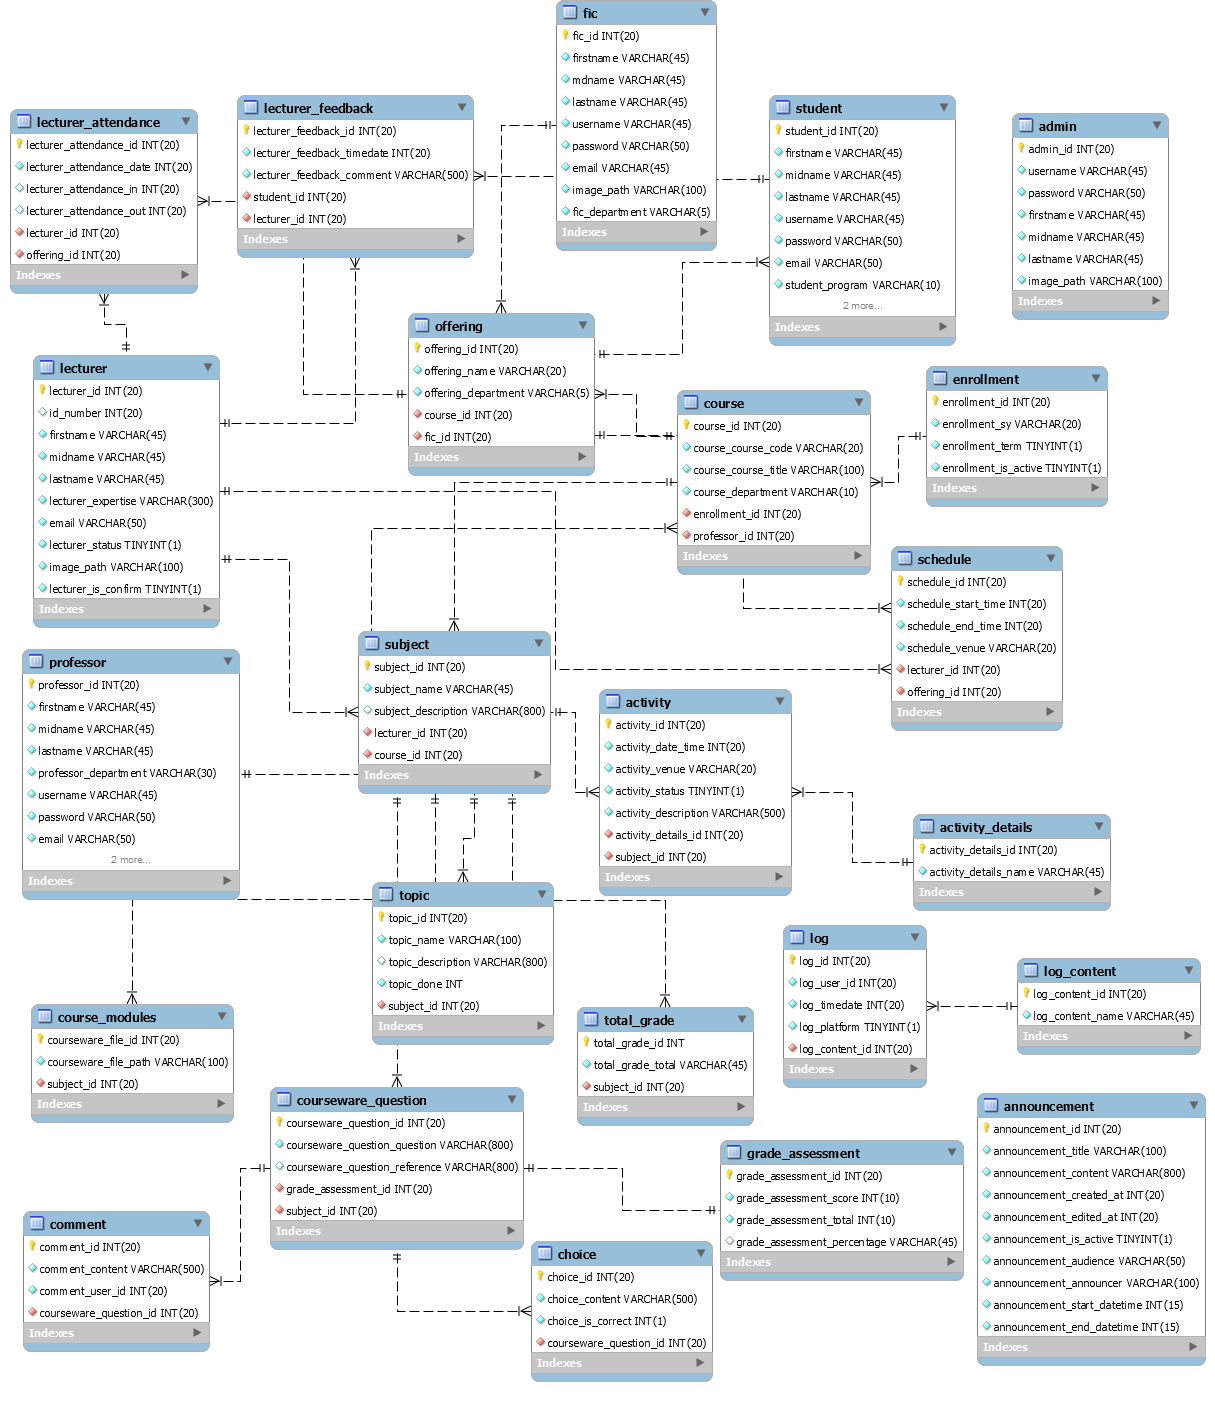 fic
fic_id INT(20)
firstname VARCHAR(45)
mdname VARCHAR(45)
lastname VARCHAR(45)
username VARCHAR(45)
password VARCHAR(50)
email VARCHAR(45)
image_path VARCHAR(100)
fic_department VARCHAR(5)
Indexes
lecturer_attendance
lecturer_attendance_id INT(20)
lecturer_attendance_date INT(20)
lecturer_attendance_in INT(20)
lecturer_attendance_out INT(20)
lecturer_id INT(20)
offering_id INT(20)
Indexes
lecturer_feedback
lecturer_feedback_id INT(20)
lecturer_feedback_timedate INT(20)
lecturer_feedback_comment VARCHAR(500)
student_id INT(20)
lecturer_id INT(20)
Indexes
student
student_id INT(20)
firstname VARCHAR(45)
midname VARCHAR(45)
lastname VARCHAR(45)
username VARCHAR(45)
password VARCHAR(50)
email VARCHAR(50)
student_program VARCHAR(10)
2 more...
Indexes
admin
admin_id INT(20)
username VARCHAR(45)
password VARCHAR(50)
firstname VARCHAR(45)
midname VARCHAR(45)
lastname VARCHAR(45)
image_path VARCHAR(100)
Indexes
offering
offering_id INT(20)
offering_name VARCHAR(20)
offering_department VARCHAR(5)
course_id INT(20)
fic_id INT(20)
Indexes
lecturer
lecturer_id INT(20)
id_number INT(20)
firstname VARCHAR(45)
midname VARCHAR(45)
lastname VARCHAR(45)
lecturer_expertise VARCHAR(300)
email VARCHAR(50)
lecturer_status TINYINT(1)
image_path VARCHAR(100)
lecturer_is_confirm TINYINT(1)
Indexes
course
course_id INT(20)
course_course_code VARCHAR(20)
course_course_title VARCHAR(100)
course_department VARCHAR(10)
enrollment_id INT(20)
professor_id INT(20)
Indexes
enrollment
enrollment_id INT(20)
enrollment_sy VARCHAR(20)
enrollment_term TINYINT(1)
enrollment_is_active TINYINT(1)
Indexes
schedule
schedule_id INT(20)
schedule_start_time INT(20)
schedule_end_time INT(20)
schedule_venue VARCHAR(20)
lecturer_id INT(20)
offering_id INT(20)
Indexes
professor
professor_id INT(20)
firstname VARCHAR(45)
midname VARCHAR(45)
lastname VARCHAR(45)
professor_department VARCHAR(30)
username VARCHAR(45)
password VARCHAR(50)
email VARCHAR(50)
2 more...
Indexes
subject
subject_id INT(20)
subject_name VARCHAR(45)
subject_description VARCHAR(800)
lecturer_id INT(20)
course_id INT(20)
Indexes
activity
activity_id INT(20)
activity_date_time INT(20)
activity_venue VARCHAR(20)
activity_status TINYINT(1)
activity_description VARCHAR(500)
activity_details_id INT(20)
subject_id INT(20)
Indexes
activity_details
activity_details_id INT(20)
activity_details_name VARCHAR(45)
Indexes
topic
topic_id INT(20)
topic_name VARCHAR(100)
topic_description VARCHAR(800)
topic_done INT
subject_id INT(20)
Indexes
log
log_id INT(20)
log_user_id INT(20)
log_timedate INT(20)
log_platform TINYINT(1)
log_content_id INT(20)
Indexes
log_content
log_content_id INT(20)
log_content_name VARCHAR(45)
Indexes
course_modules
courseware_file_id INT(20)
courseware_file_path VARCHAR(100)
subject_id INT(20)
Indexes
total_grade
total_grade_id INT
total_grade_total VARCHAR(45)
subject_id INT(20)
Indexes
courseware_question
courseware_question_id INT(20)
courseware_question_question VARCHAR(800)
courseware_question_reference VARCHAR(800)
grade_assessment_id INT(20)
subject_id INT(20)
Indexes
grade_assessment
grade_assessment_id INT(20)
grade_assessment_score INT(10)
grade_assessment_total INT(10)
grade_assessment_percentage VARCHAR(45)
Indexes
announcement
announcement_id INT(20)
announcement_title VARCHAR(100)
announcement_content VARCHAR(800)
announcement_created_at INT(20)
announcement_edited_at INT(20)
announcement_is_active TINYINT(1)
announcement_audience VARCHAR(50)
announcement_announcer VARCHAR(100)
announcement_start_datetime INT(15)
announcement_end_datetime INT(15)
Indexes
comment
comment_id INT(20)
comment_content VARCHAR(500)
comment_user_id INT(20)
courseware_question_id INT(20)
Indexes
choice
choice_id INT(20)
choice_content VARCHAR(500)
choice_is_correct INT(1)
courseware_question_id INT(20)
Indexes